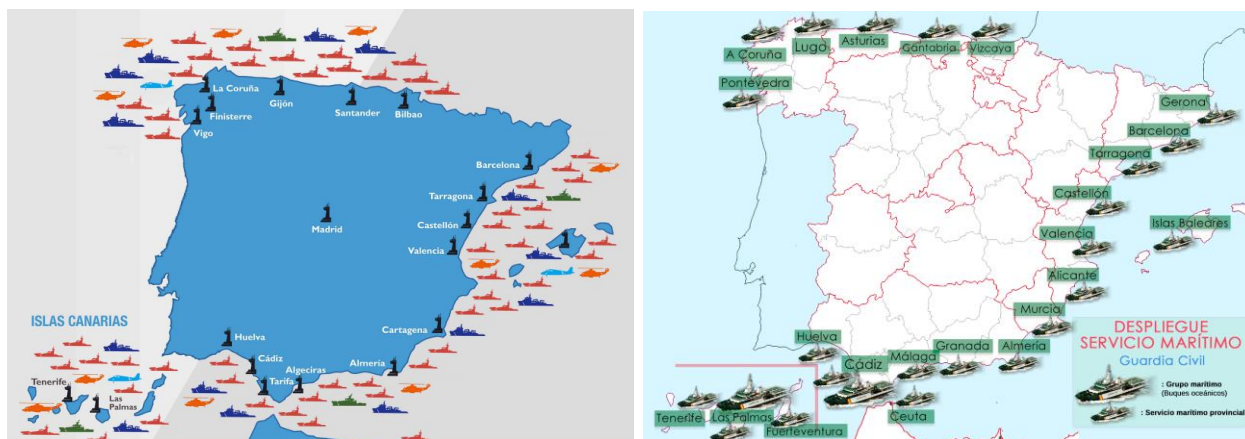 La Coruña
Finisterre
Vigo
Gijón
Santander
Bilbao
Barcelona
Tarragona
Castellón
Madrid
Valencia
ISLAS CANARIAS
Cartagena
Huelva
Cádiz
Algeciras
Almería
Tarifa
Tenerife
Las
Palmas
A Coruña
Lugo
Asturias
Cantabria
Vizcaya
Pontevedra
Gerona
Barcelona
Tarragona
Castellón
Islas Baleares
Valencia
Alicante
Murcia
Huelva
Cádiz
Málaga
Granada
Almería
Tenerife
Las Palmas
Fuerteventura
Ceuta
DESPLIEGUE
SERVICIO MARÍTIMO
Guardia Civil
: Grupo marítimo
(Buques oceánicos)
: Servicio marítimo provincial